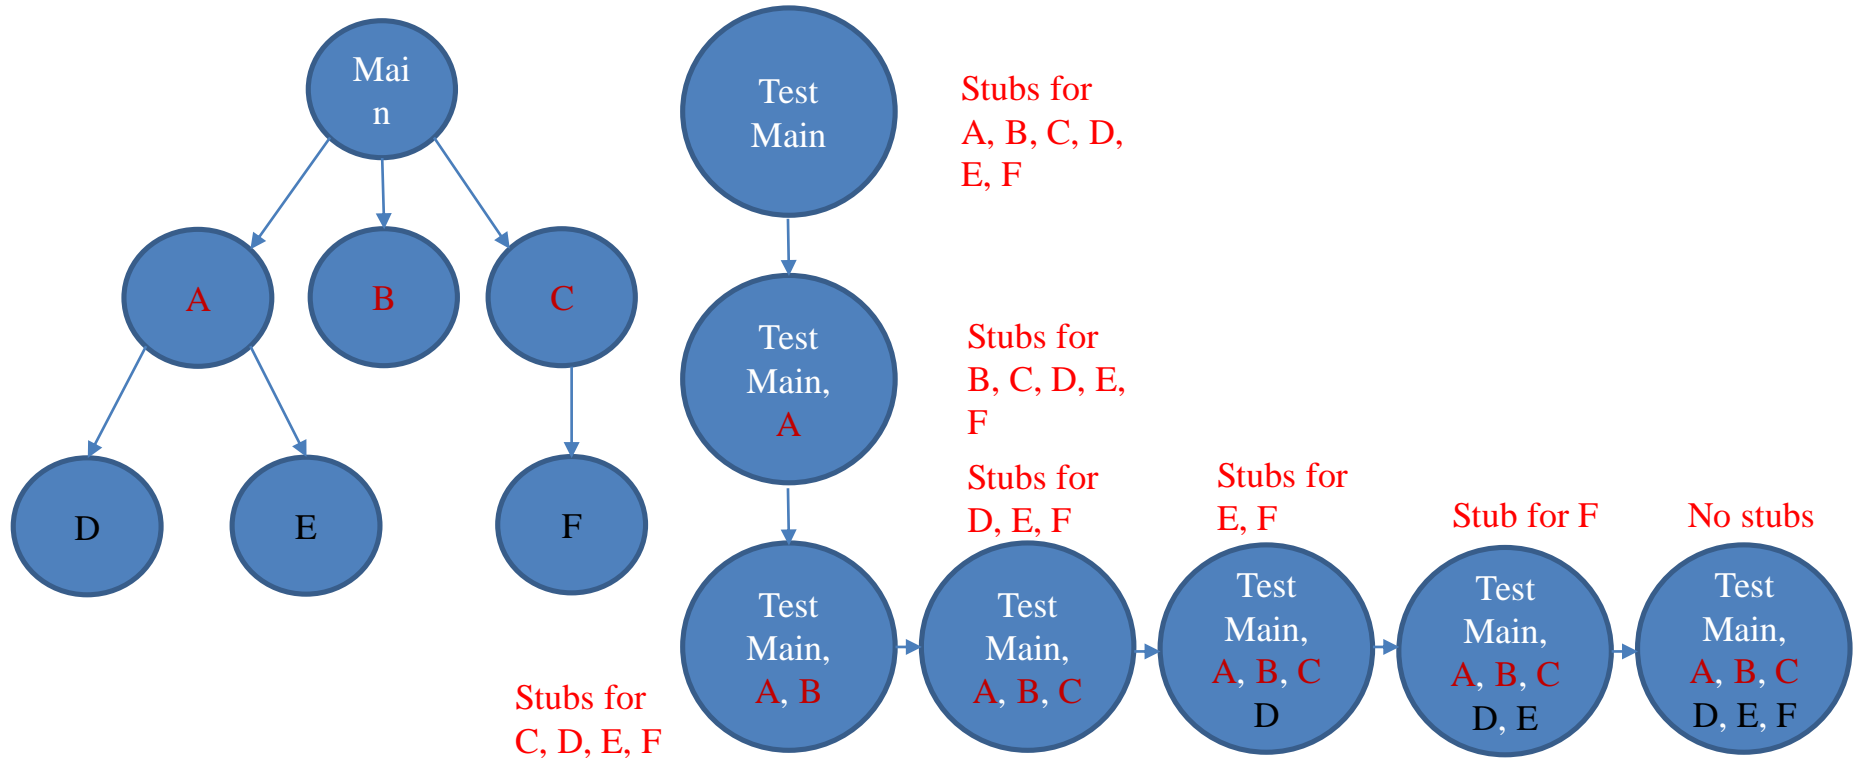 Mai
n
A
B
C
D
E
F
Test
Main
Stubs for
A, B, C, D,
E, F
Test
Main,
A
Stubs for
B, C, D, E,
F
Test
Main,
A, B
Stubs for
C, D, E, F
Stubs for
D, E, F
Test
Main,
A, B, C
Stubs for
E, F
Test
Main,
A, B, C
D
Stub for F
Test
Main,
A, B, C
D, E
No stubs
Test
Main,
A, B, C
D, E, F